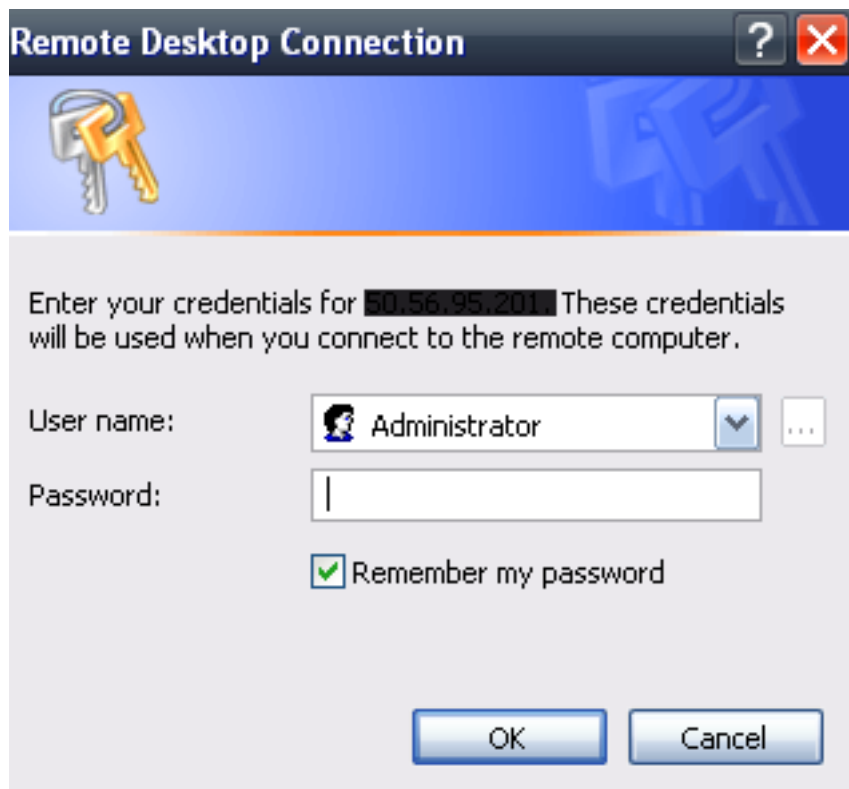 Remote Desktop Connection ?
Enter your credentials for 50.56.95.201. These credentials
will be used when you connect to the remote computer.
User name: Administrator ...
Password:
Remember my password
OK Cancel